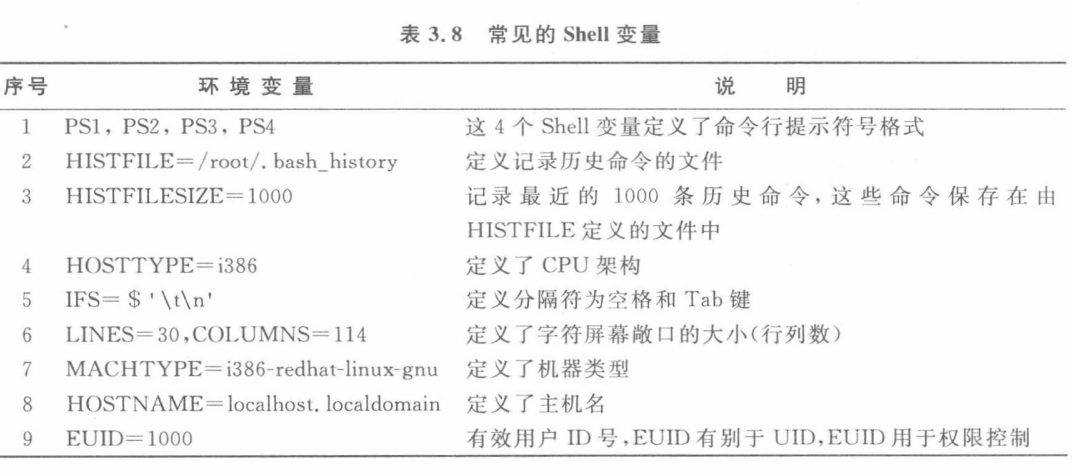 表 3.8 常见的 Shell 变量
序号 环境变量 说 明
1 PS1, PS2, PS3, PS4 这 4 个 Shell 变量定义了命令行提示符号格式
2 HISTFILE=/root/.bash_history 定义记录历史命令的文件
3 HISTFILESIZE=1000 记录最近的 1000 条历史命令,这些命令保存在由
HISTFILE 定义的文件中
4 HOSTTYPE=i386 定义了 CPU 架构
5 IFS=$'\t\n' 定义分隔符为空格和 Tab 键
6 LINES=30,COLUMNS=114 定义了字符屏幕敞口的大小(行列数)
7 MACHTYPE=i386-redhat-linux-gnu 定义了机器类型
8 HOSTNAME=localhost.localdomain 定义了主机名
9 EUID=1000 有效用户 ID 号,EUID 有别于 UID,EUID 用于权限控制